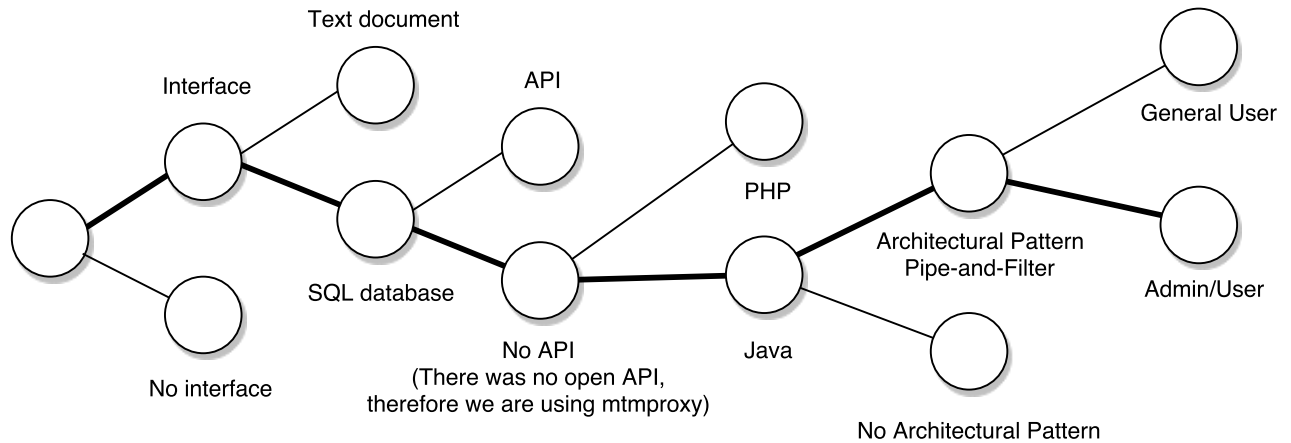 Text document
Interface
API
General User
PHP
Architectural Pattern
Pipe-and-Filter
SQL database
Admin/User
No API
(There was no open API,
therefore we are using mtmproxy)
Java
No interface
No Architectural Pattern